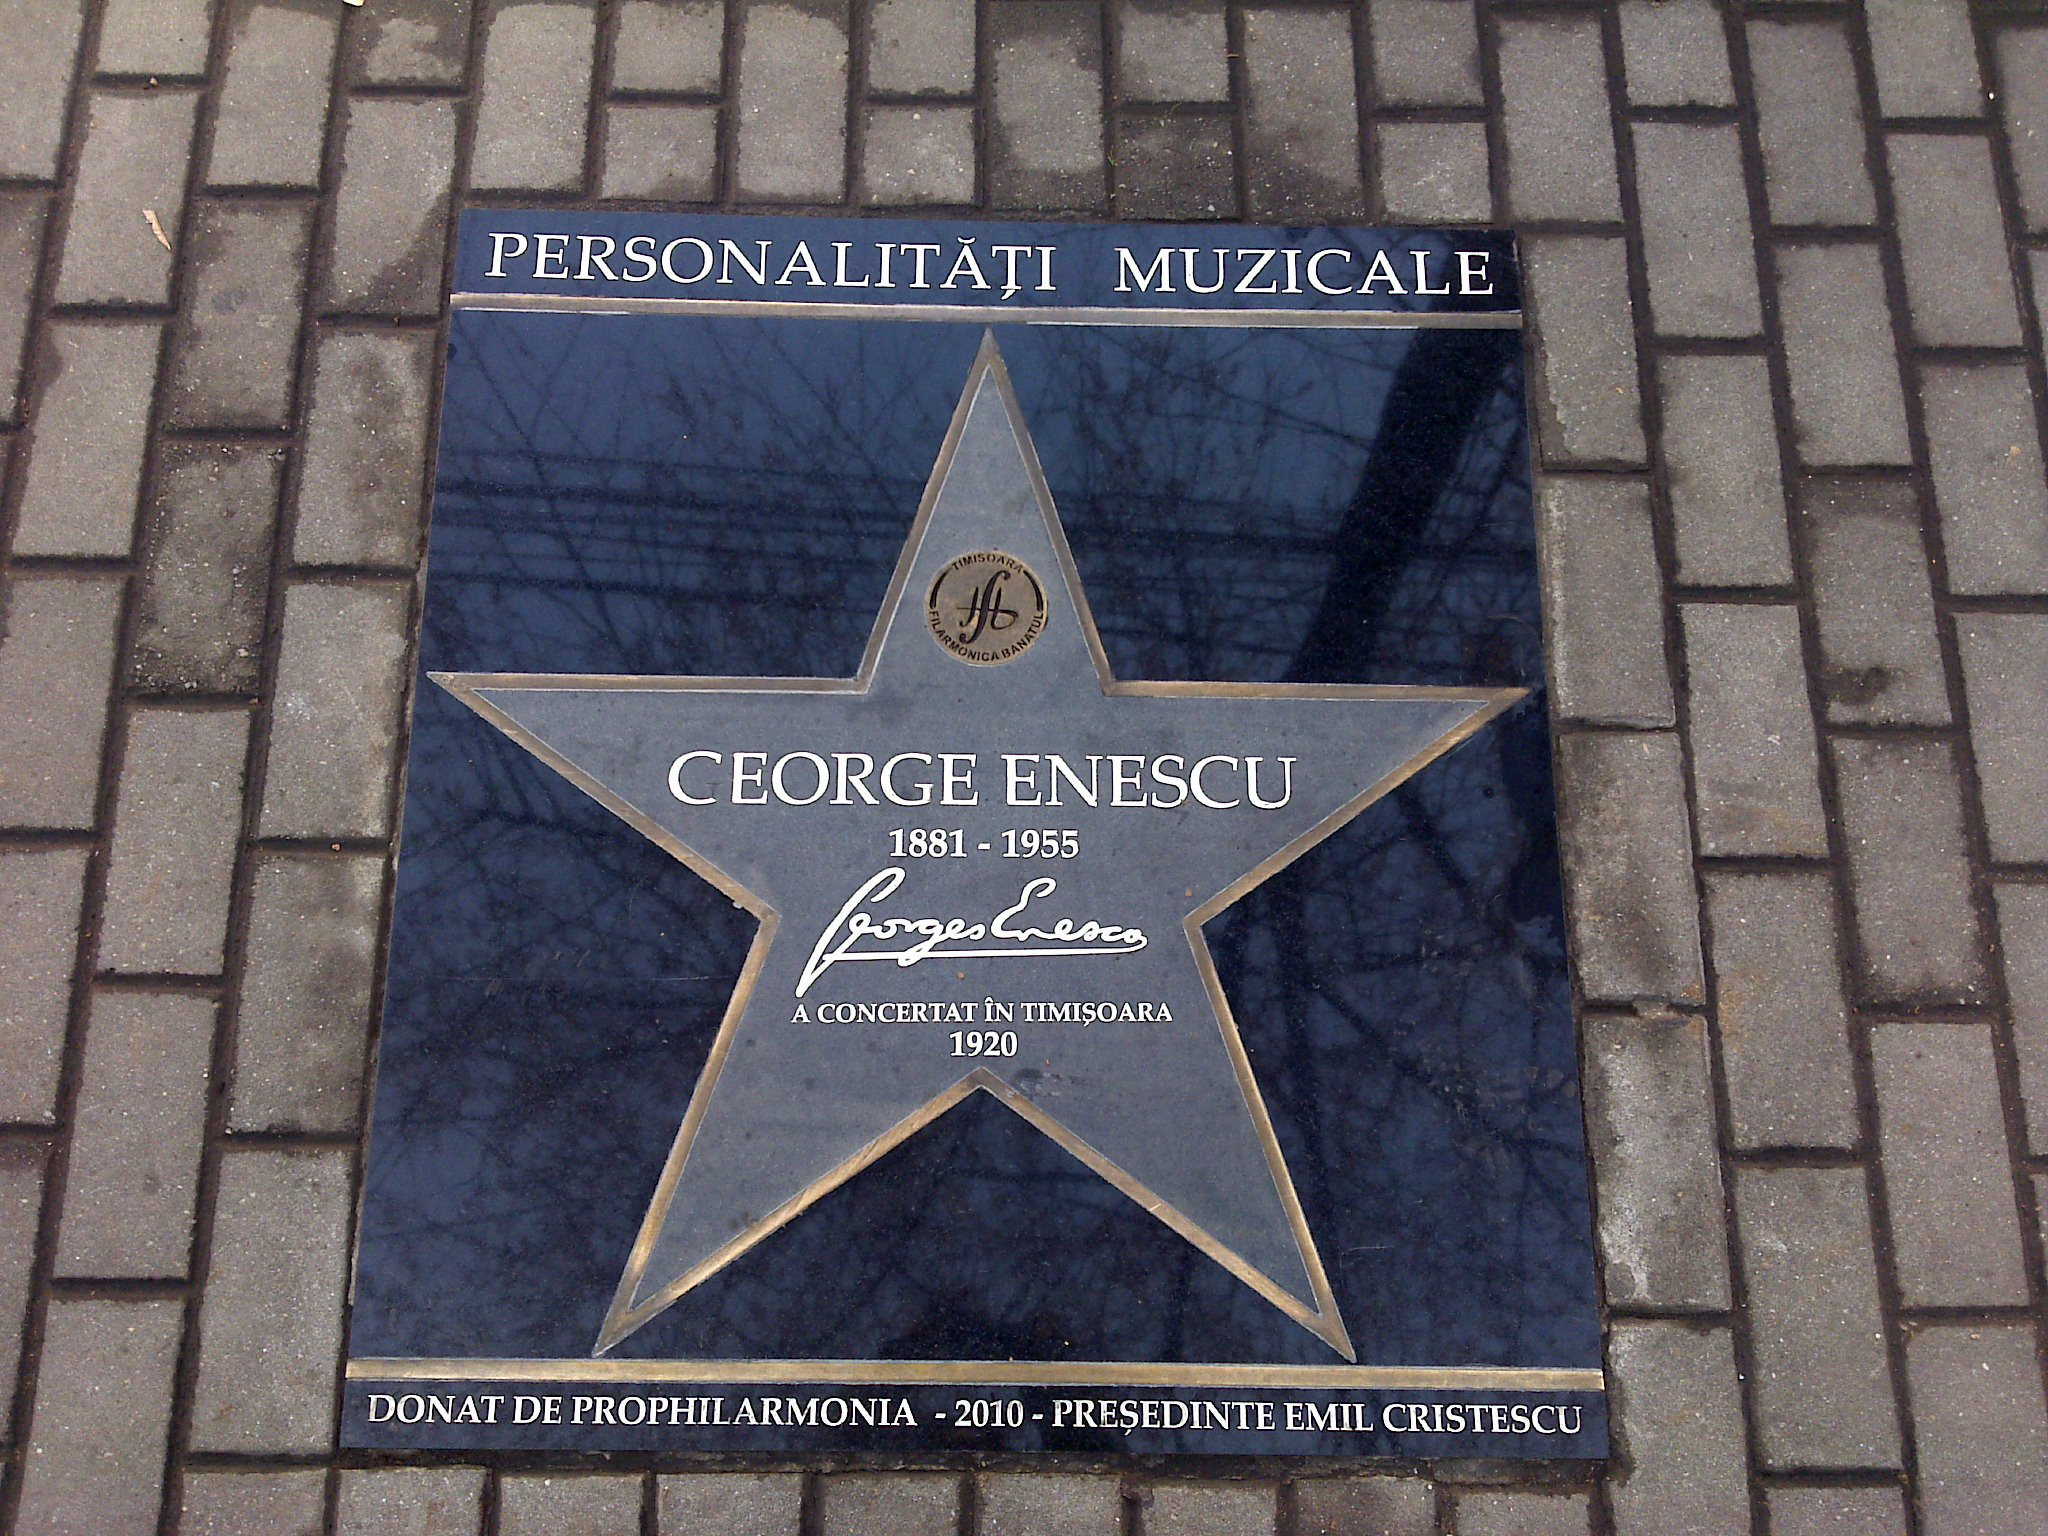 PERSONALITĂȚI MUZICALE
TIMISOARA
FILARMONICA BANATUL
CEORGE ENESCU
1881 - 1955
Georges Enesco
A CONCERTAT ÎN TIMIȘOARA
1920
DONAT DE PROPHILARMONIA - 2010 - PREȘEDINTE EMIL CRISTESCU